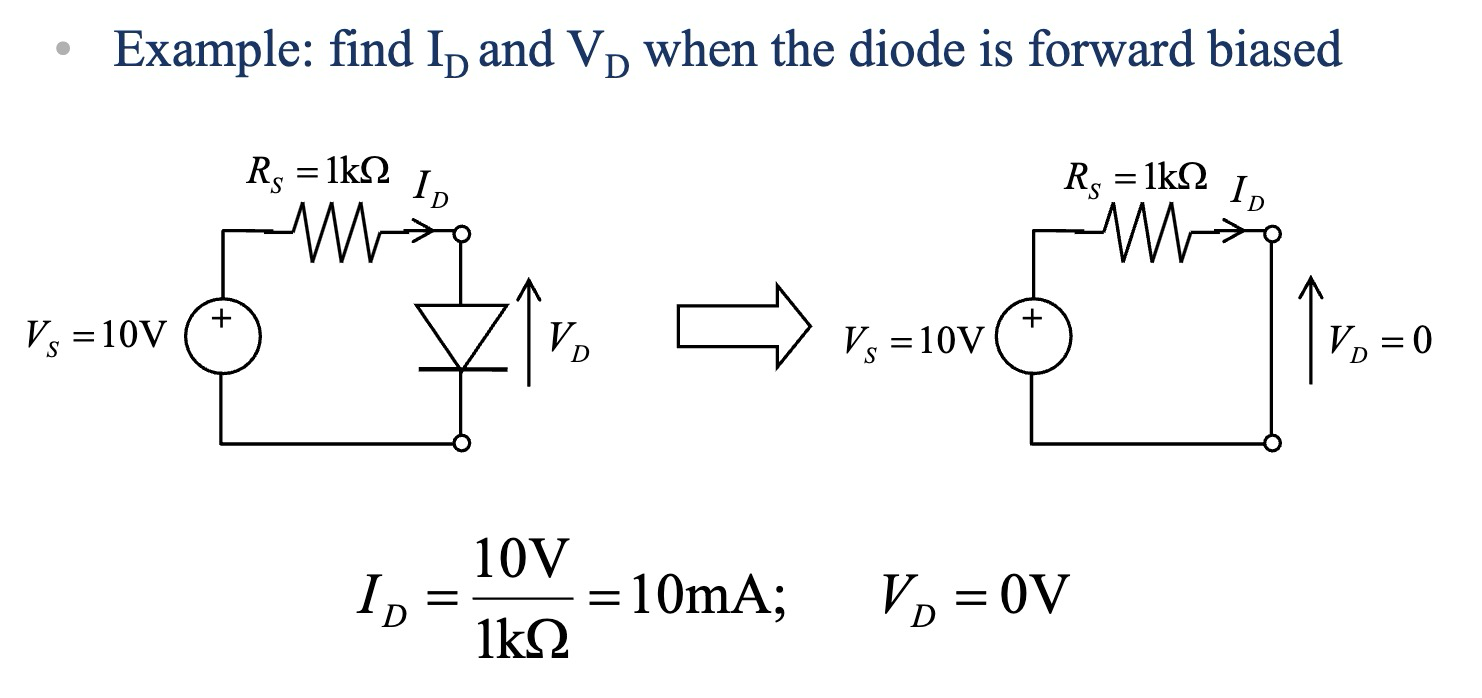 • Example: find I_D and V_D when the diode is forward biased
R_S = 1kΩ I_D
+
V_S = 10V
V_D
R_S = 1kΩ I_D
+
V_S = 10V
V_D = 0
I_D = 10V / 1kΩ = 10mA; V_D = 0V